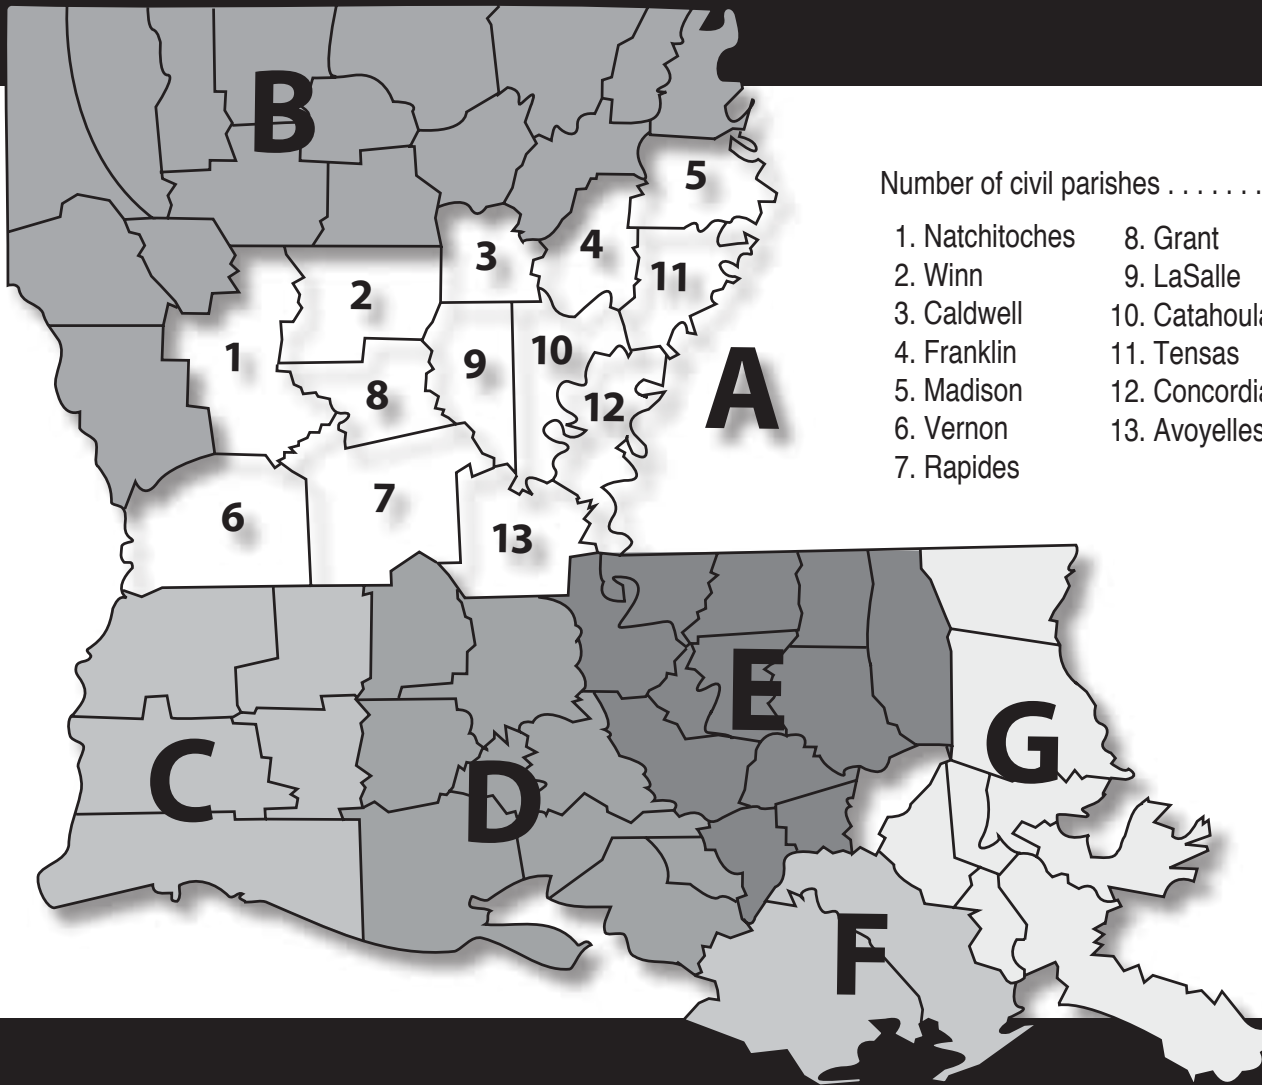 B
A
C
D
E
F
G
5
3
4
11
2
1
9
10
8
12
6
7
13
Number of civil parishes . . . . . . .
1. Natchitoches
2. Winn
3. Caldwell
4. Franklin
5. Madison
6. Vernon
7. Rapides
8. Grant
9. LaSalle
10. Catahoula
11. Tensas
12. Concordia
13. Avoyelles